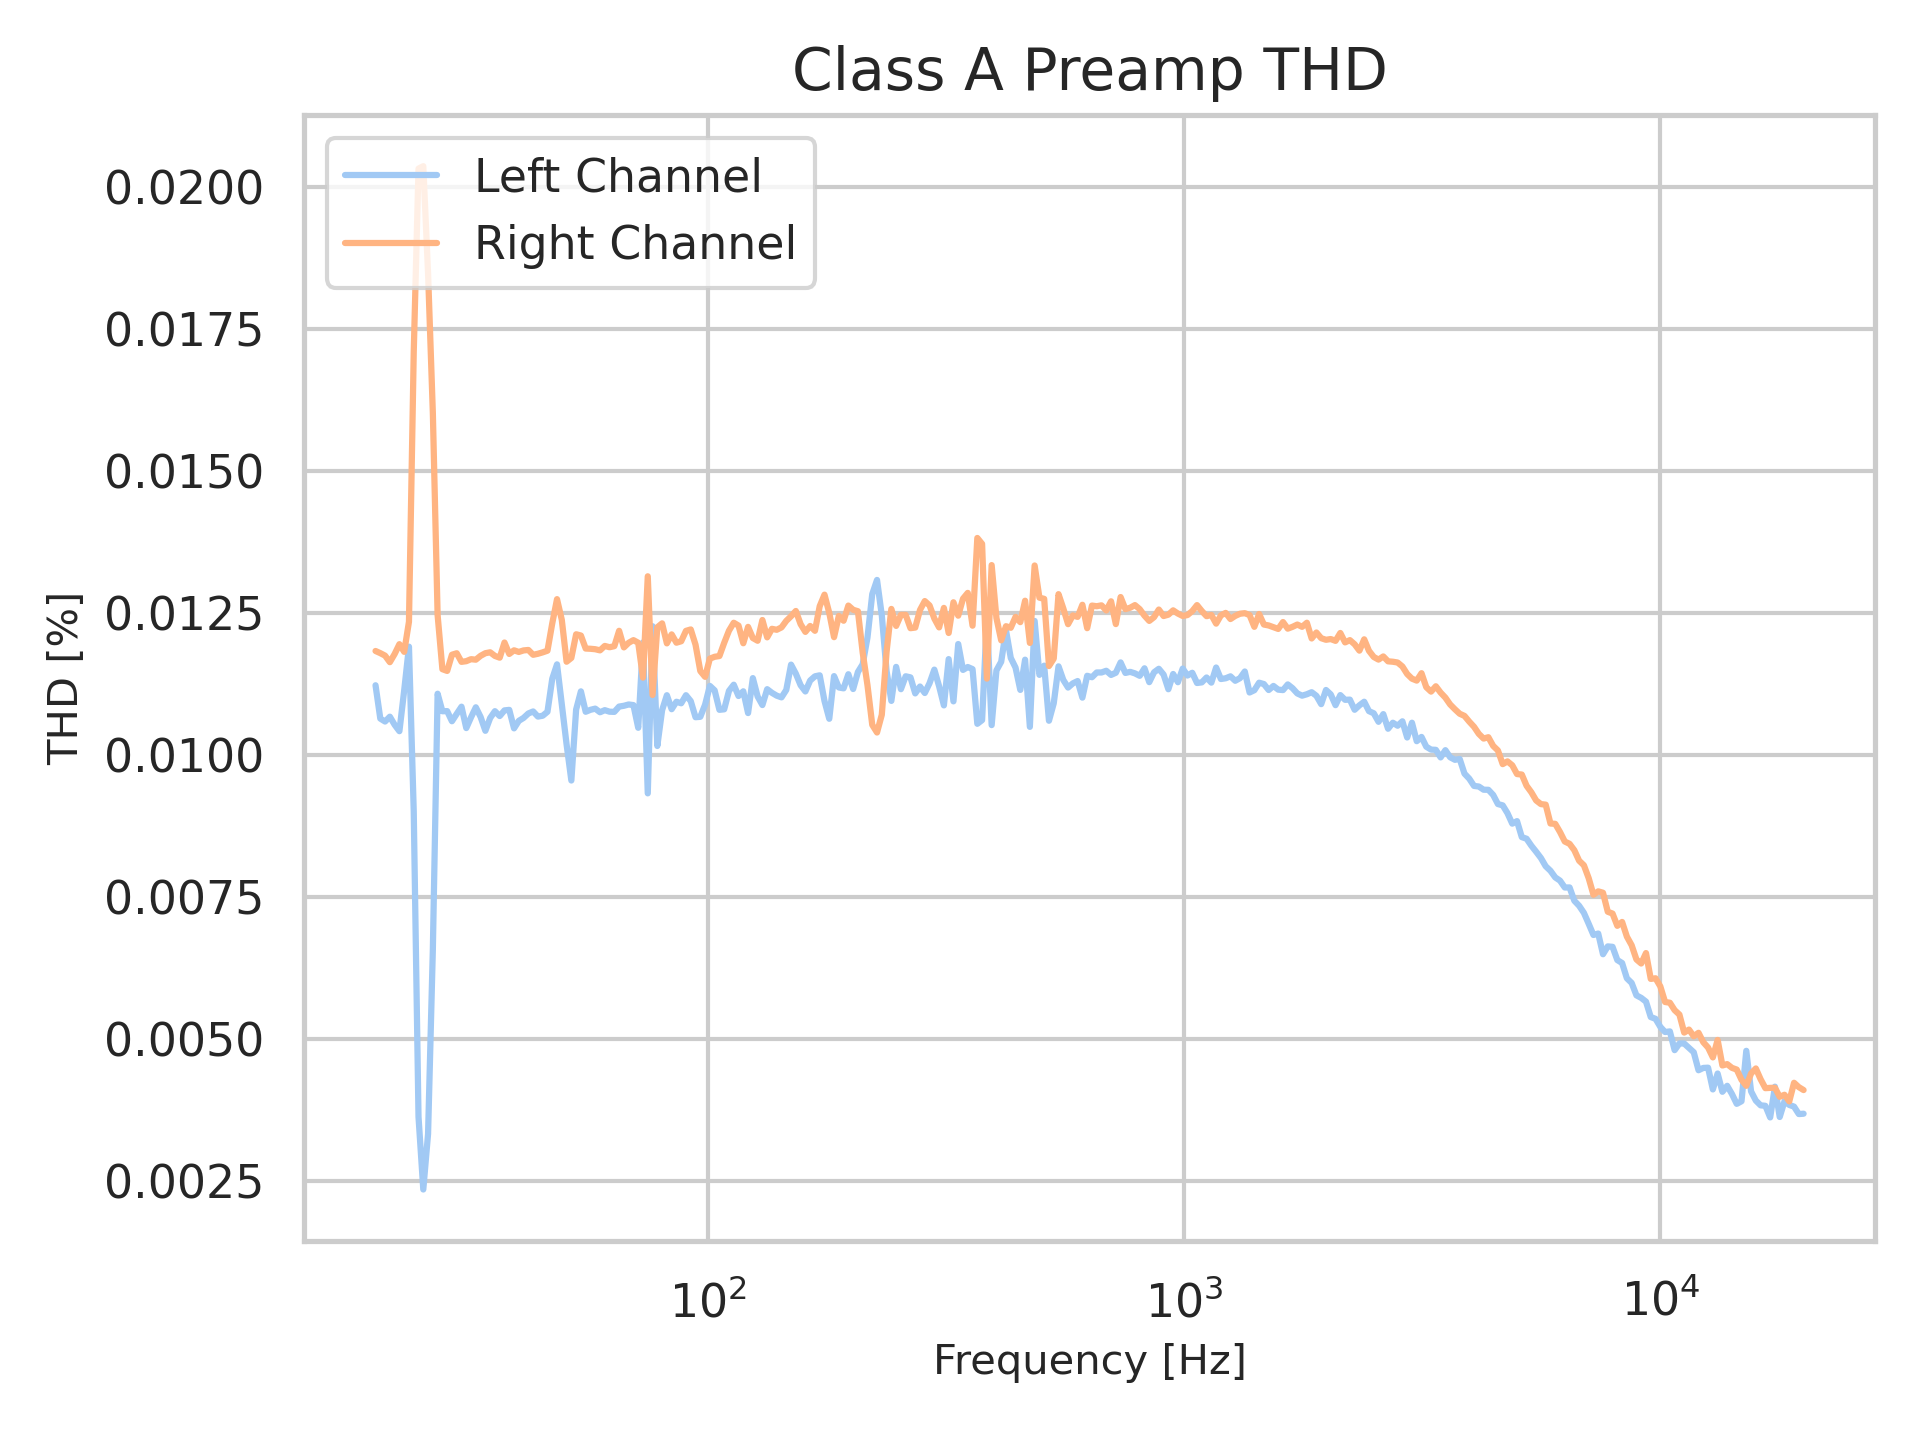 Class A Preamp THD
Left Channel
Right Channel
0.0200
0.0175
0.0150
0.0125
0.0100
0.0075
0.0050
0.0025
THD [%]
10²
10³
10⁴
Frequency [Hz]